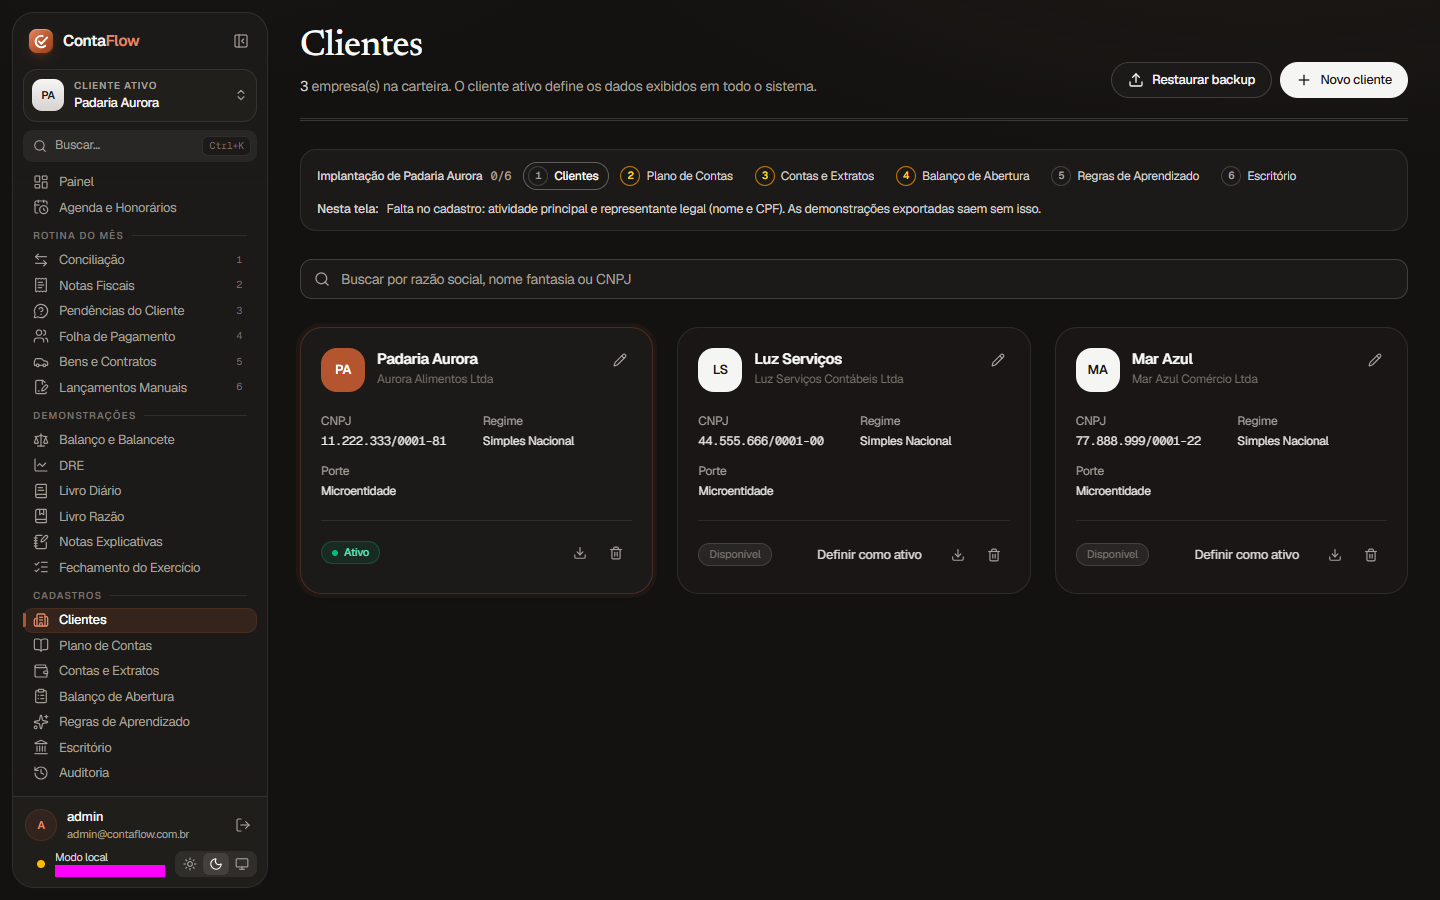 ContaFlow
CLIENTE ATIVO
PA
Padaria Aurora
Buscar...
Ctrl+K
Painel
Agenda e Honorários
ROTINA DO MÊS
Conciliação 1
Notas Fiscais 2
Pendências do Cliente 3
Folha de Pagamento 4
Bens e Contratos 5
Lançamentos Manuais 6
DEMONSTRAÇÕES
Balanço e Balancete
DRE
Livro Diário
Livro Razão
Notas Explicativas
Fechamento do Exercício
CADASTROS
Clientes
Plano de Contas
Contas e Extratos
Balanço de Abertura
Regras de Aprendizado
Escritório
Auditoria
A
admin
admin@contaflow.com.br
Modo local
Clientes
3 empresa(s) na carteira. O cliente ativo define os dados exibidos em todo o sistema.
Restaurar backup
Novo cliente
Implantação de Padaria Aurora 0/6 1 Clientes 2 Plano de Contas 3 Contas e Extratos 4 Balanço de Abertura 5 Regras de Aprendizado 6 Escritório
Nesta tela: Falta no cadastro: atividade principal e representante legal (nome e CPF). As demonstrações exportadas saem sem isso.
Buscar por razão social, nome fantasia ou CNPJ
PA
Padaria Aurora
Aurora Alimentos Ltda
CNPJ Regime
11.222.333/0001-81 Simples Nacional
Porte
Microentidade
Ativo
LS
Luz Serviços
Luz Serviços Contábeis Ltda
CNPJ Regime
44.555.666/0001-00 Simples Nacional
Porte
Microentidade
Disponível Definir como ativo
MA
Mar Azul
Mar Azul Comércio Ltda
CNPJ Regime
77.888.999/0001-22 Simples Nacional
Porte
Microentidade
Disponível Definir como ativo